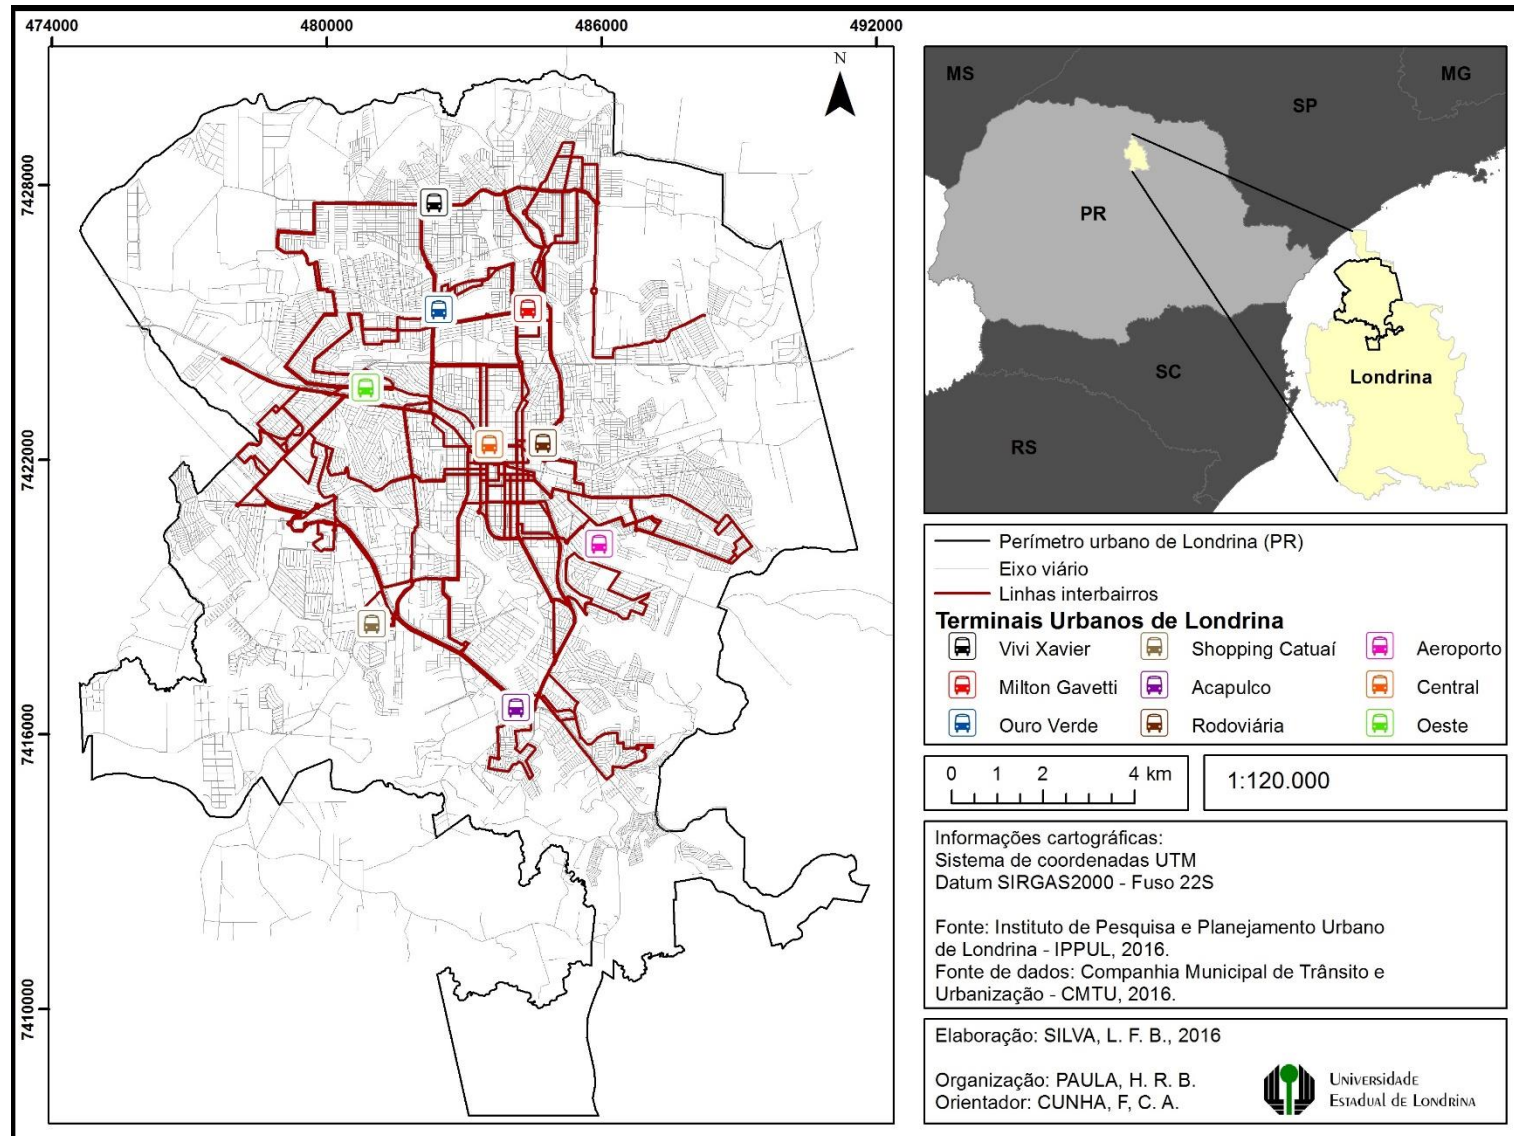 474000
480000
486000
492000
7428000
7422000
7416000
7410000
N
MS
MG
SP
PR
SC
RS
Londrina
Perímetro urbano de Londrina (PR)
Eixo viário
Linhas interbairros
Terminais Urbanos de Londrina
Vivi Xavier
Shopping Catuaí
Aeroporto
Milton Gavetti
Acapulco
Central
Ouro Verde
Rodoviária
Oeste
0 1 2 4 km
1:120.000
Informações cartográficas:
Sistema de coordenadas UTM
Datum SIRGAS2000 - Fuso 22S
Fonte: Instituto de Pesquisa e Planejamento Urbano
de Londrina - IPPUL, 2016.
Fonte de dados: Companhia Municipal de Trânsito e
Urbanização - CMTU, 2016.
Elaboração: SILVA, L. F. B., 2016
Organização: PAULA, H. R. B.
Orientador: CUNHA, F, C. A.
Universidade
Estadual de Londrina